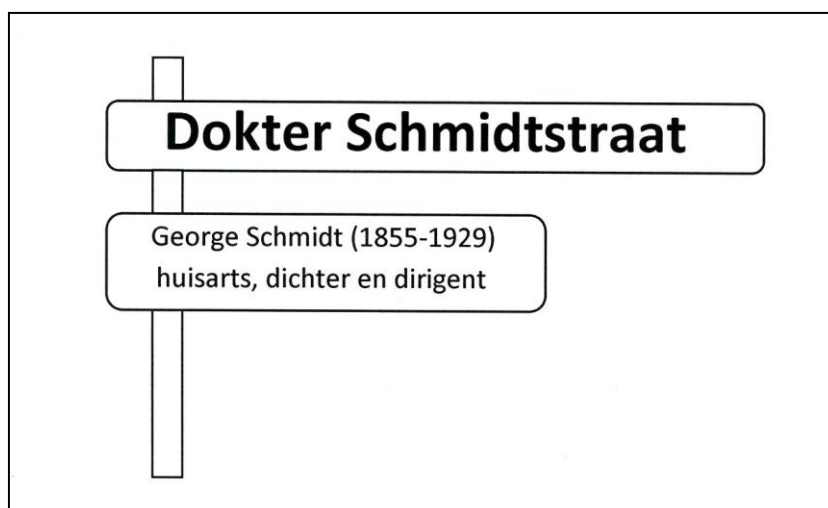 Dokter Schmidtstraat
George Schmidt (1855-1929)
huisarts, dichter en dirigent